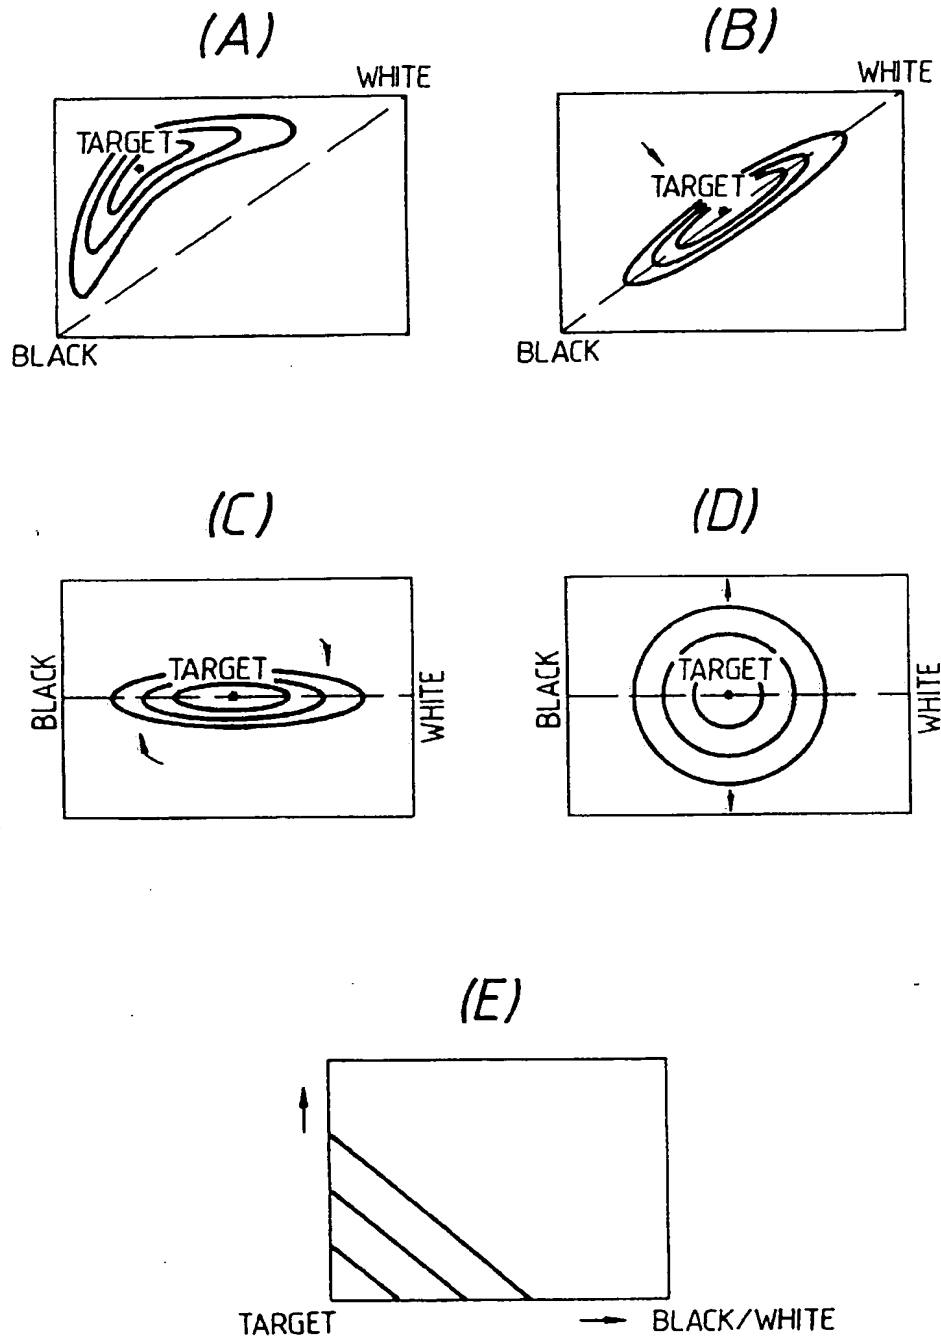 (A)
WHITE
TARGET
BLACK
(B)
WHITE
TARGET
BLACK
(C)
BLACK
TARGET
WHITE
(D)
BLACK
TARGET
WHITE
(E)
TARGET
BLACK/WHITE